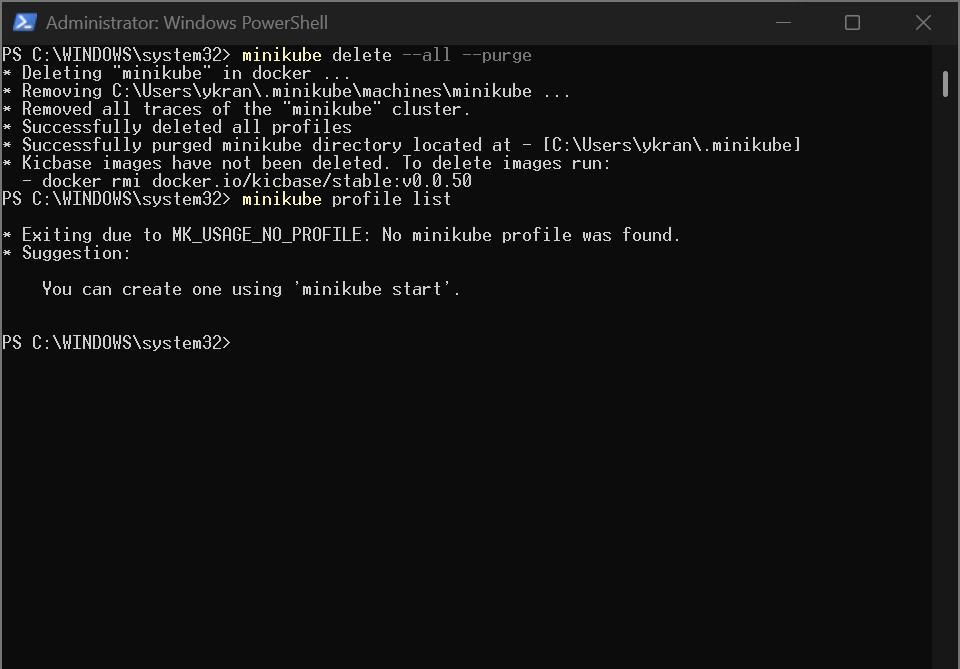 Administrator: Windows PowerShell
PS C:\WINDOWS\system32> minikube delete --all --purge
* Deleting "minikube" in docker ...
* Removing C:\Users\ykran\.minikube\machines\minikube ...
* Removed all traces of the "minikube" cluster.
* Successfully deleted all profiles
* Successfully purged minikube directory located at - [C:\Users\ykran\.minikube]
* Kicbase images have not been deleted. To delete images run:
  - docker rmi docker.io/kicbase/stable:v0.0.50
PS C:\WINDOWS\system32> minikube profile list
* Exiting due to MK_USAGE_NO_PROFILE: No minikube profile was found.
* Suggestion:
    You can create one using 'minikube start'.
PS C:\WINDOWS\system32>